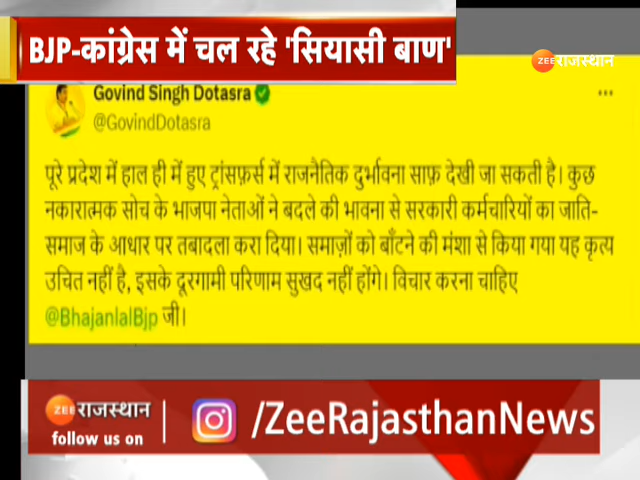 BJP-कांग्रेस में चल रहे 'सियासी बाण'
ZEE राजस्थान
Govind Singh Dotasra
@GovindDotasra
पूरे प्रदेश में हाल ही में हुए ट्रांसफ़र्स में राजनैतिक दुर्भावना साफ़ देखी जा सकती है। कुछ
नकारात्मक सोच के भाजपा नेताओं ने बदले की भावना से सरकारी कर्मचारियों का जाति-
समाज के आधार पर तबादला करा दिया। समाज़ों को बाँटने की मंशा से किया गया यह कृत्य
उचित नहीं है, इसके दूरगामी परिणाम सुखद नहीं होंगे। विचार करना चाहिए
@BhajanlalBjp जी।
ZEE राजस्थान
follow us on
/ZeeRajasthanNews